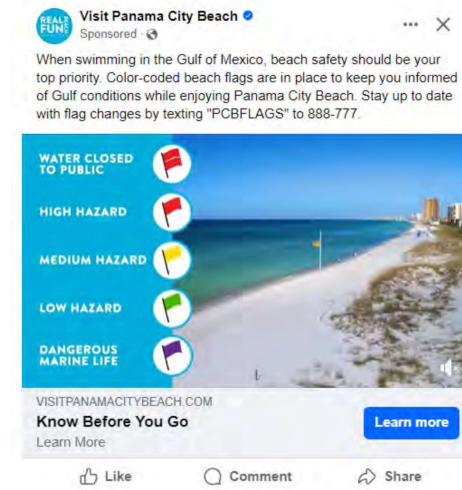 REAL. FUN.
Visit Panama City Beach
Sponsored ·
When swimming in the Gulf of Mexico, beach safety should be your
top priority. Color-coded beach flags are in place to keep you informed
of Gulf conditions while enjoying Panama City Beach. Stay up to date
with flag changes by texting "PCBFLAGS" to 888-777.
WATER CLOSED
TO PUBLIC
HIGH HAZARD
MEDIUM HAZARD
LOW HAZARD
DANGEROUS
MARINE LIFE
VISITPANAMACITYBEACH.COM
Know Before You Go
Learn more
Learn More
Like
Comment
Share